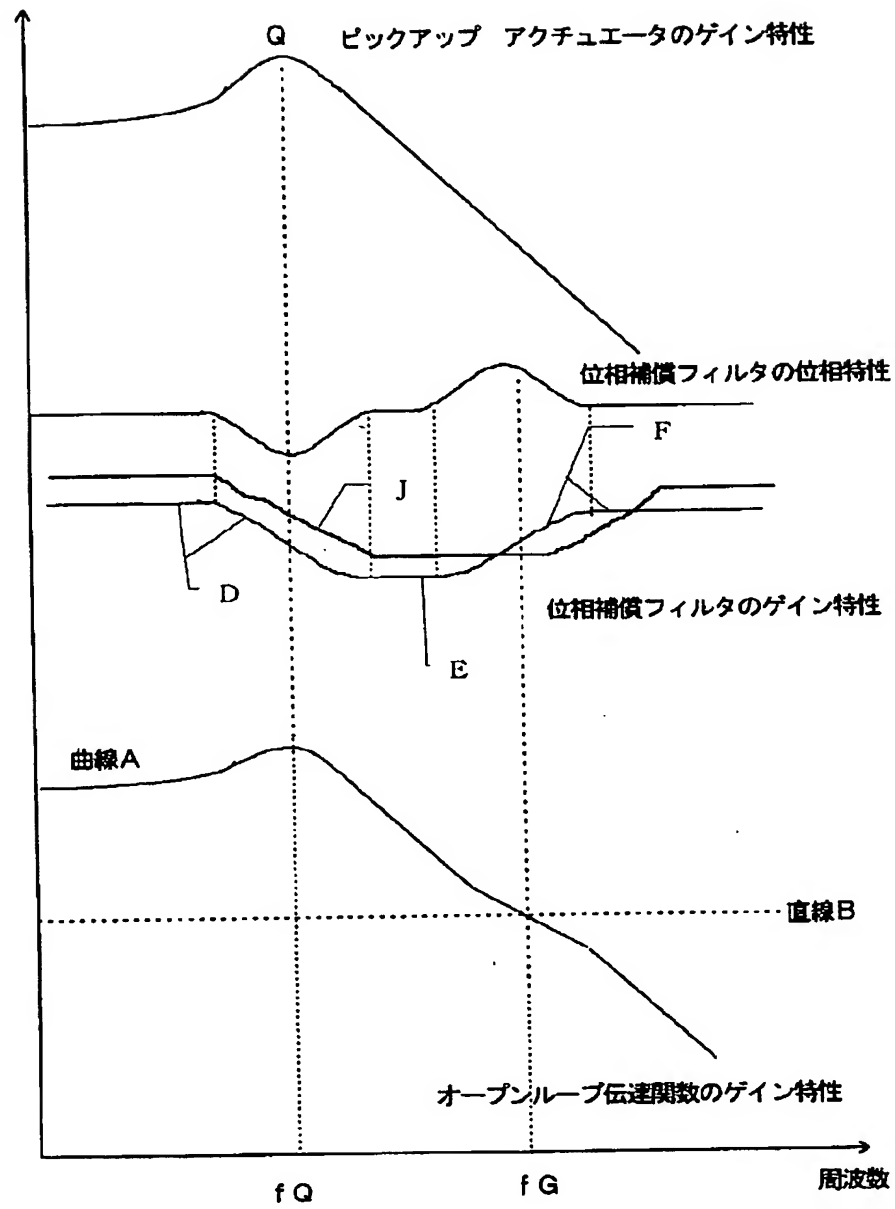 Q ピックアップ アクチュエータのゲイン特性
位相補償フィルタの位相特性
F
J
D
位相補償フィルタのゲイン特性
E
曲線A
直線B
オープンループ伝達関数のゲイン特性
周波数
fQ
fG